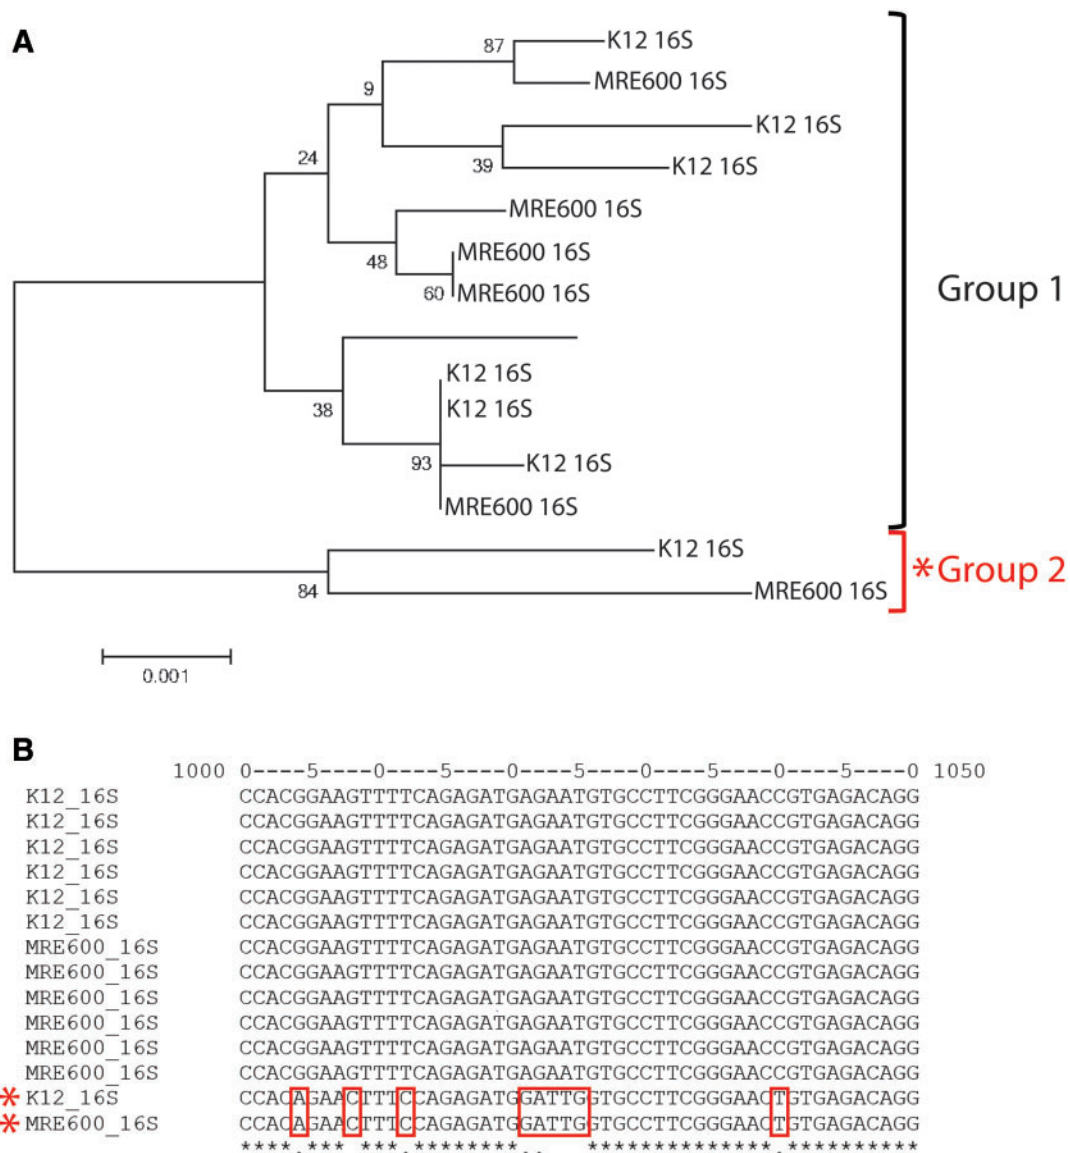 A
87
K12 16S
MRE600 16S
9
K12 16S
39
K12 16S
24
MRE600 16S
48
MRE600 16S
60
MRE600 16S
Group 1
K12 16S
38
K12 16S
93
K12 16S
MRE600 16S
K12 16S
84
MRE600 16S
*Group 2
0.001
B
1000 0----5----0----5----0----5----0----5----0----5----0 1050
K12_16S CCACGGAAGTTTTCAGAGATGAGAATGTGCCTTCGGGAACCGTGAGACAGG
K12_16S CCACGGAAGTTTTCAGAGATGAGAATGTGCCTTCGGGAACCGTGAGACAGG
K12_16S CCACGGAAGTTTTCAGAGATGAGAATGTGCCTTCGGGAACCGTGAGACAGG
K12_16S CCACGGAAGTTTTCAGAGATGAGAATGTGCCTTCGGGAACCGTGAGACAGG
K12_16S CCACGGAAGTTTTCAGAGATGAGAATGTGCCTTCGGGAACCGTGAGACAGG
K12_16S CCACGGAAGTTTTCAGAGATGAGAATGTGCCTTCGGGAACCGTGAGACAGG
MRE600_16S CCACGGAAGTTTTCAGAGATGAGAATGTGCCTTCGGGAACCGTGAGACAGG
MRE600_16S CCACGGAAGTTTTCAGAGATGAGAATGTGCCTTCGGGAACCGTGAGACAGG
MRE600_16S CCACGGAAGTTTTCAGAGATGAGAATGTGCCTTCGGGAACCGTGAGACAGG
MRE600_16S CCACGGAAGTTTTCAGAGATGAGAATGTGCCTTCGGGAACCGTGAGACAGG
MRE600_16S CCACGGAAGTTTTCAGAGATGAGAATGTGCCTTCGGGAACCGTGAGACAGG
MRE600_16S CCACGGAAGTTTTCAGAGATGAGAATGTGCCTTCGGGAACCGTGAGACAGG
*K12_16S CCACAGAACTTTCCAGAGATGGATTGGTGCCTTCGGGAACTGTGAGACAGG
*MRE600_16S CCACAGAACTTTCCAGAGATGGATTGGTGCCTTCGGGAACTGTGAGACAGG
****.*** ***.********..   **************.**********